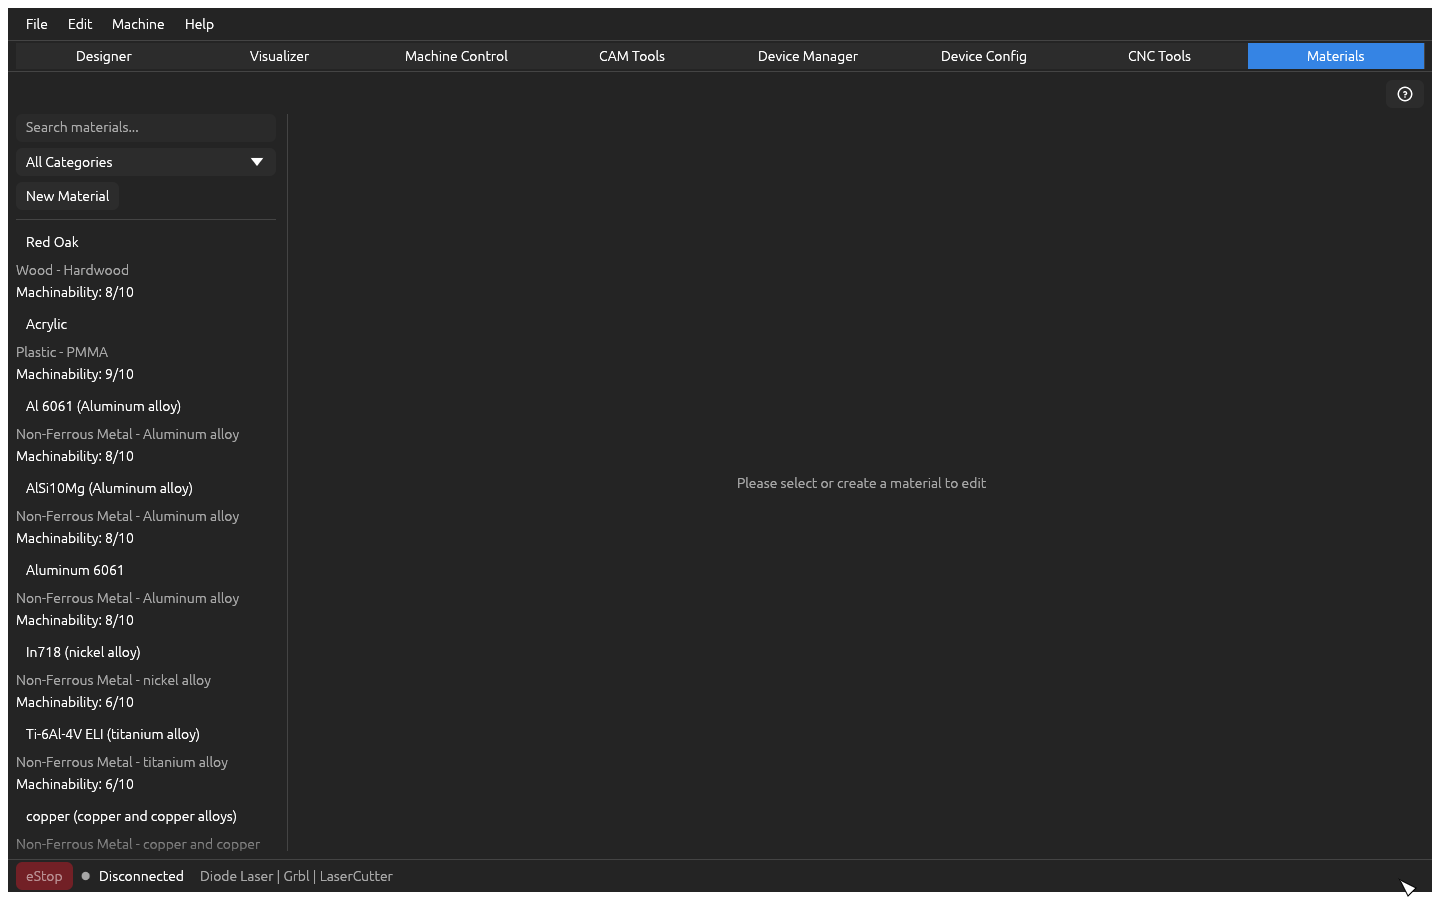 File Edit Machine Help
Designer Visualizer Machine Control CAM Tools Device Manager Device Config CNC Tools Materials
Search materials...
All Categories
New Material
Red Oak
Wood - Hardwood
Machinability: 8/10
Acrylic
Plastic - PMMA
Machinability: 9/10
Al 6061 (Aluminum alloy)
Non-Ferrous Metal - Aluminum alloy
Machinability: 8/10
AlSi10Mg (Aluminum alloy)
Non-Ferrous Metal - Aluminum alloy
Machinability: 8/10
Aluminum 6061
Non-Ferrous Metal - Aluminum alloy
Machinability: 8/10
In718 (nickel alloy)
Non-Ferrous Metal - nickel alloy
Machinability: 6/10
Ti-6Al-4V ELI (titanium alloy)
Non-Ferrous Metal - titanium alloy
Machinability: 6/10
copper (copper and copper alloys)
Non-Ferrous Metal - copper and copper
Please select or create a material to edit
eStop Disconnected Diode Laser | Grbl | LaserCutter